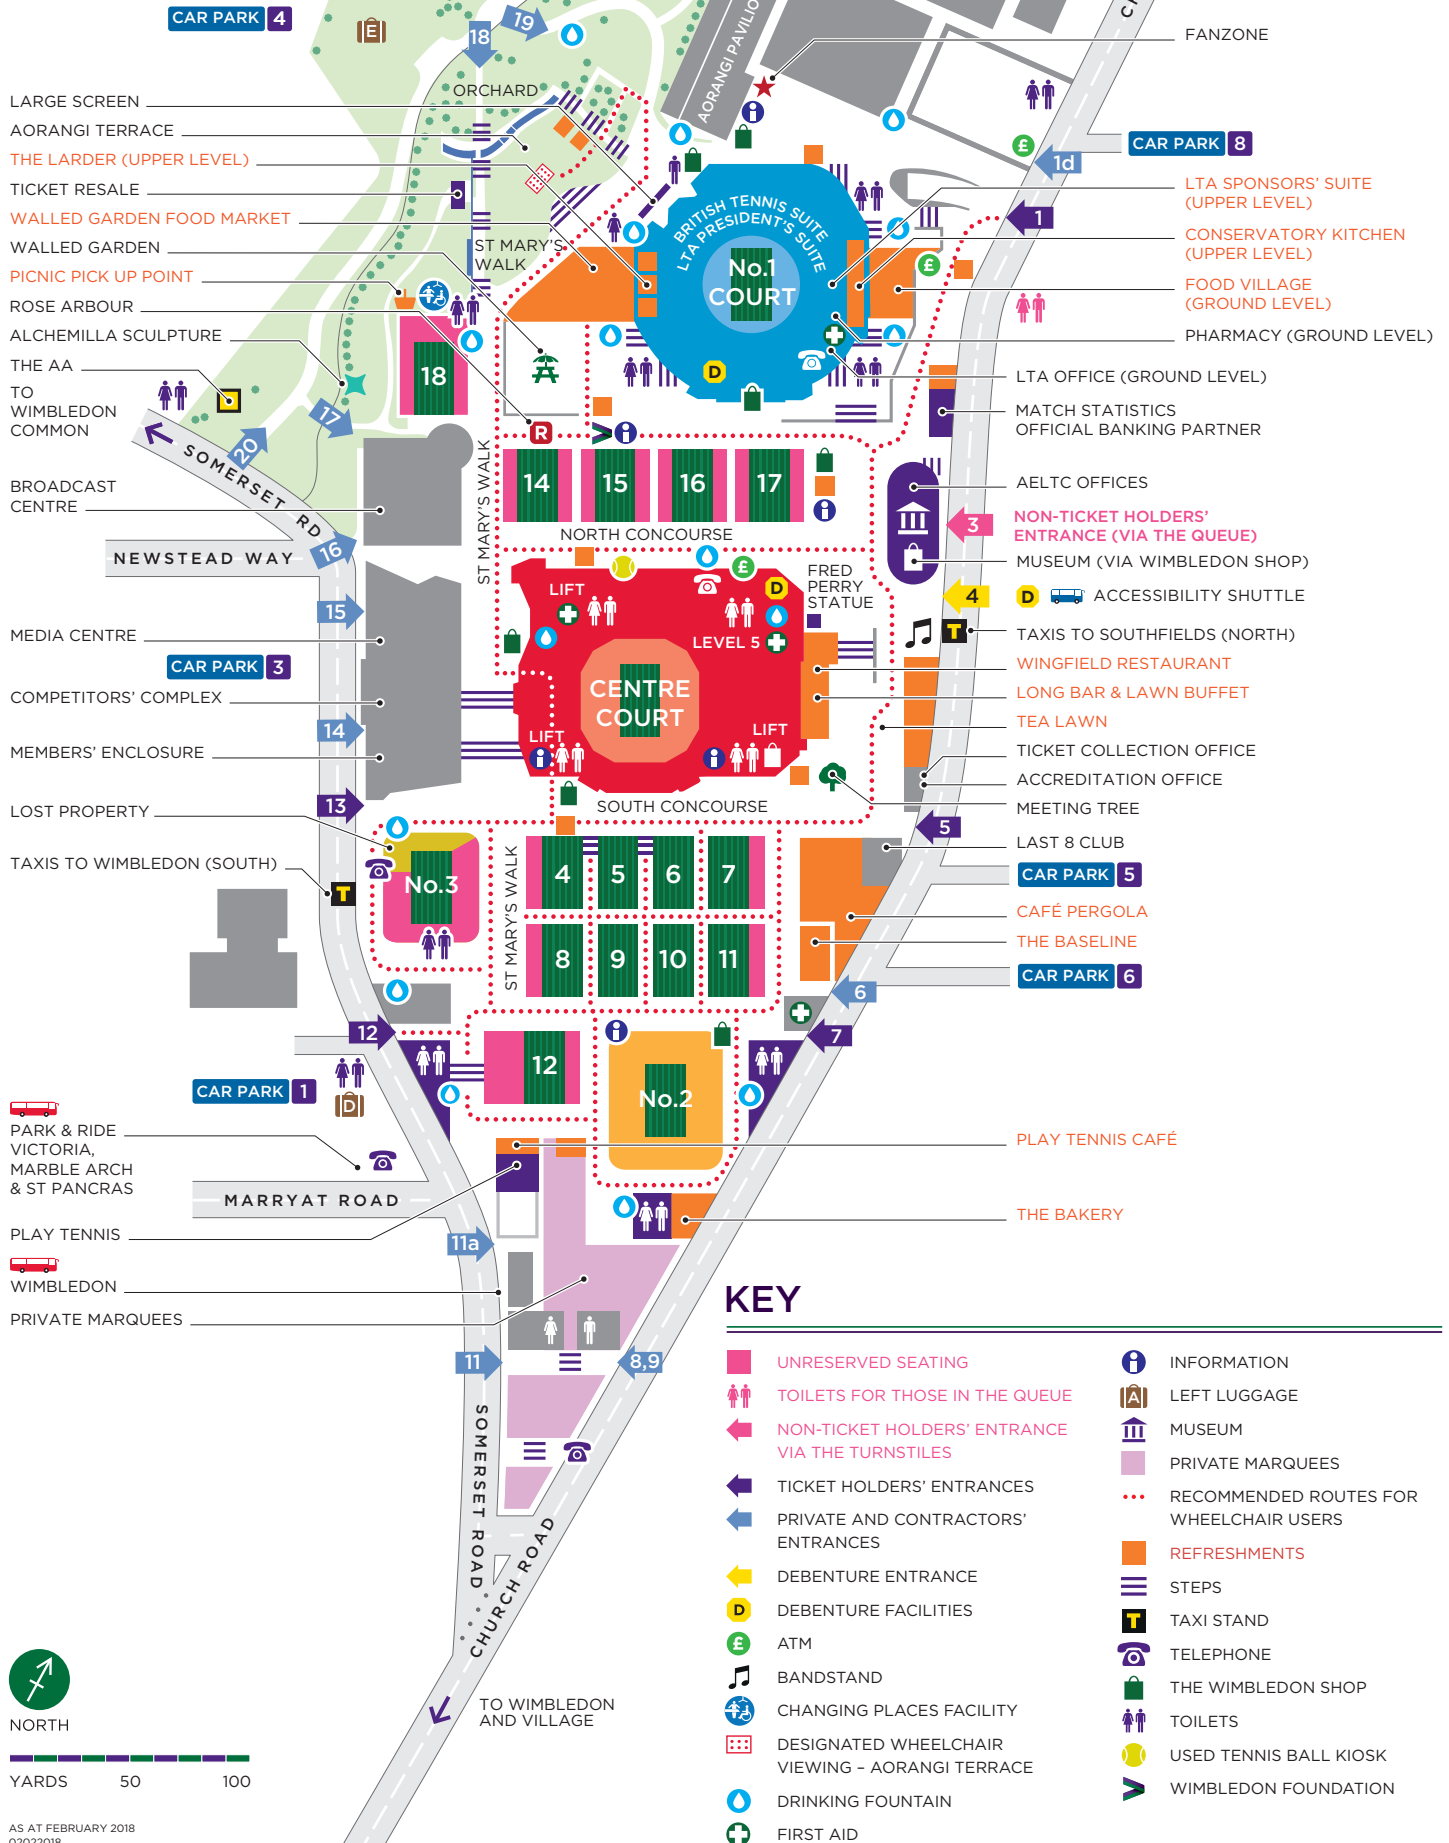 CAR PARK 4
E
18
19
ORCHARD
AORANGI PAVILIO
LARGE SCREEN
AORANGI TERRACE
THE LARDER (UPPER LEVEL)
TICKET RESALE
WALLED GARDEN FOOD MARKET
WALLED GARDEN
PICNIC PICK UP POINT
ROSE ARBOUR
ALCHEMILLA SCULPTURE
THE AA
TO
WIMBLEDON
COMMON
BROADCAST
CENTRE
NEWSTEAD WAY
MEDIA CENTRE
CAR PARK 3
COMPETITORS' COMPLEX
MEMBERS' ENCLOSURE
LOST PROPERTY
TAXIS TO WIMBLEDON (SOUTH)
CAR PARK 1
D
PARK & RIDE
VICTORIA,
MARBLE ARCH
& ST PANCRAS
MARRYAT ROAD
PLAY TENNIS
WIMBLEDON
PRIVATE MARQUEES
SOMERSET RD
20
17
16
15
14
13
T
12
11a
11
8,9
SOMERSET ROAD
CHURCH ROAD
TO WIMBLEDON
AND VILLAGE
ST MARY'S
WALK
BRITISH TENNIS SUITE
LTA PRESIDENT'S SUITE
No.1
COURT
D
18
R
ST MARY'S WALK
14
15
16
17
NORTH CONCOURSE
LIFT
£
D
FRED
PERRY
STATUE
LEVEL 5
CENTRE
COURT
LIFT
LIFT
SOUTH CONCOURSE
No.3
ST MARY'S WALK
4
5
6
7
8
9
10
11
12
No.2
FANZONE
£
CAR PARK 8
1d
1
LTA SPONSORS' SUITE
(UPPER LEVEL)
CONSERVATORY KITCHEN
(UPPER LEVEL)
£
FOOD VILLAGE
(GROUND LEVEL)
PHARMACY (GROUND LEVEL)
LTA OFFICE (GROUND LEVEL)
MATCH STATISTICS
OFFICIAL BANKING PARTNER
AELTC OFFICES
3
NON-TICKET HOLDERS'
ENTRANCE (VIA THE QUEUE)
MUSEUM (VIA WIMBLEDON SHOP)
4
D ACCESSIBILITY SHUTTLE
T
TAXIS TO SOUTHFIELDS (NORTH)
WINGFIELD RESTAURANT
LONG BAR & LAWN BUFFET
TEA LAWN
TICKET COLLECTION OFFICE
ACCREDITATION OFFICE
MEETING TREE
5
LAST 8 CLUB
CAR PARK 5
CAFÉ PERGOLA
THE BASELINE
CAR PARK 6
6
7
PLAY TENNIS CAFÉ
THE BAKERY
KEY
UNRESERVED SEATING
TOILETS FOR THOSE IN THE QUEUE
NON-TICKET HOLDERS' ENTRANCE
VIA THE TURNSTILES
TICKET HOLDERS' ENTRANCES
PRIVATE AND CONTRACTORS'
ENTRANCES
DEBENTURE ENTRANCE
D DEBENTURE FACILITIES
£ ATM
BANDSTAND
CHANGING PLACES FACILITY
DESIGNATED WHEELCHAIR
VIEWING – AORANGI TERRACE
DRINKING FOUNTAIN
FIRST AID
i INFORMATION
A LEFT LUGGAGE
MUSEUM
PRIVATE MARQUEES
RECOMMENDED ROUTES FOR
WHEELCHAIR USERS
REFRESHMENTS
STEPS
T TAXI STAND
TELEPHONE
THE WIMBLEDON SHOP
TOILETS
USED TENNIS BALL KIOSK
WIMBLEDON FOUNDATION
NORTH
YARDS 50 100
AS AT FEBRUARY 2018
02022018